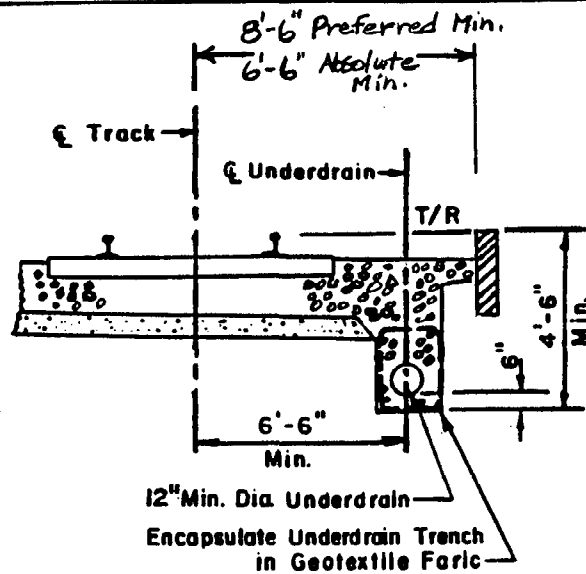 8'-6" Preferred Min.
6'-6" Absolute
Min.
℄ Track
℄ Underdrain
T/R
6"
4'-6"
Min.
6'-6"
Min.
12" Min. Dia. Underdrain
Encapsulate Underdrain Trench
in Geotextile Faric